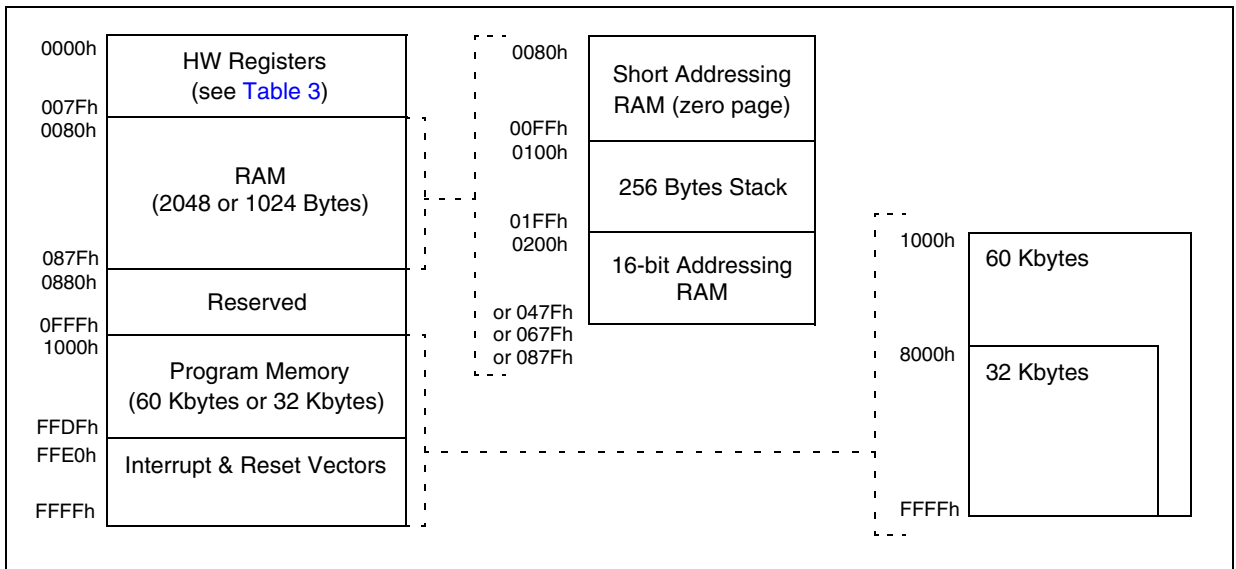 0000h
HW Registers
(see Table 3)
007Fh
0080h
RAM
(2048 or 1024 Bytes)
087Fh
0880h
Reserved
0FFFh
1000h
Program Memory
(60 Kbytes or 32 Kbytes)
FFDFh
FFE0h
Interrupt & Reset Vectors
FFFFh
0080h
Short Addressing
RAM (zero page)
00FFh
0100h
256 Bytes Stack
01FFh
0200h
16-bit Addressing
RAM
or 047Fh
or 067Fh
or 087Fh
1000h
60 Kbytes
8000h
32 Kbytes
FFFFh